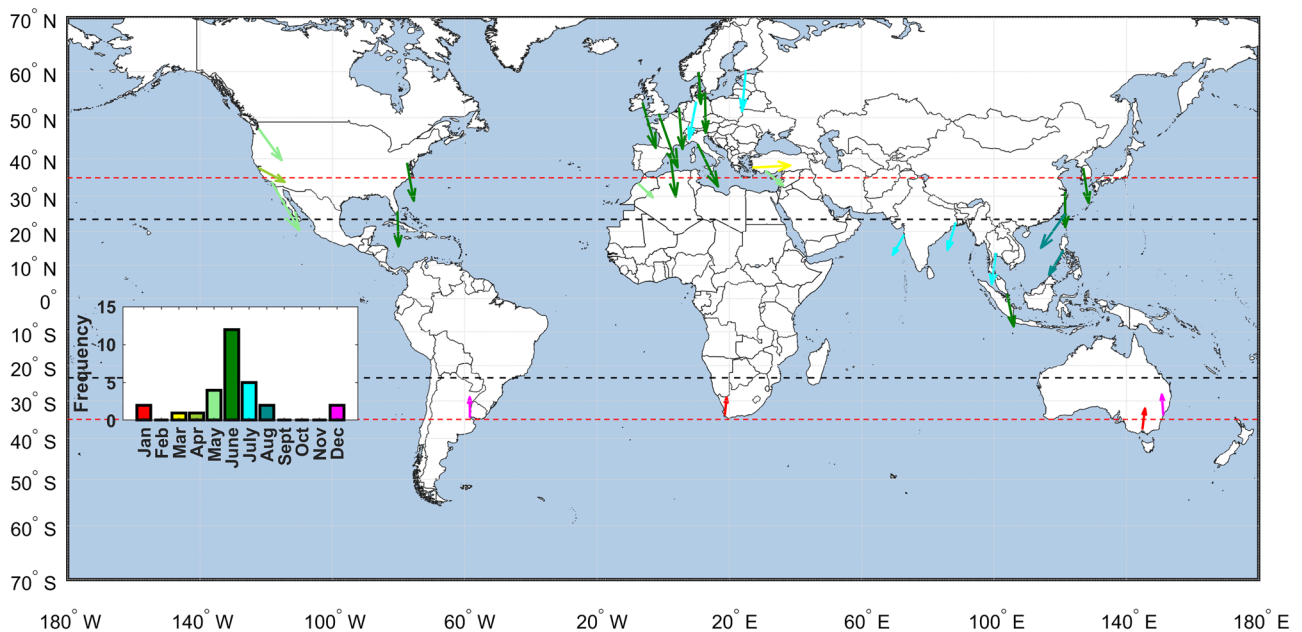 70° N
60° N
50° N
40° N
30° N
20° N
10° N
0°
10° S
20° S
30° S
40° S
50° S
60° S
70° S
15
10
5
0
Frequency
Jan
Feb
Mar
Apr
May
June
July
Aug
Sept
Oct
Nov
Dec
180° W
140° W
100° W
60° W
20° W
20° E
60° E
100° E
140° E
180° E